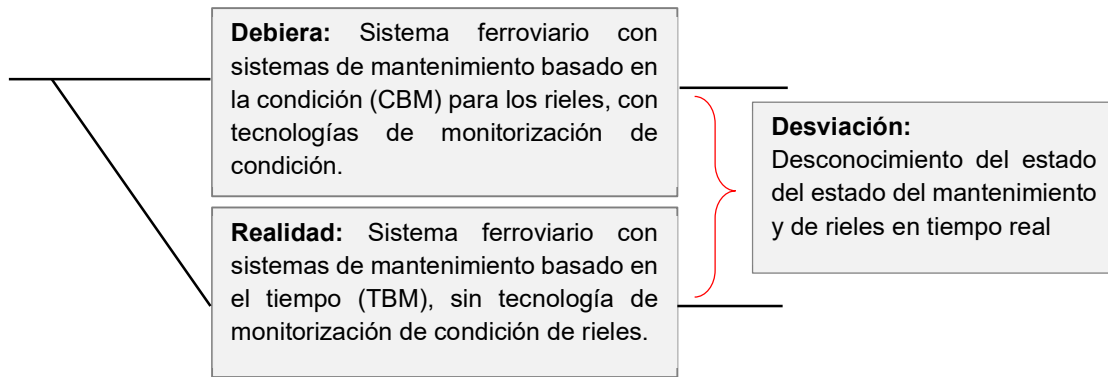 Debiera: Sistema ferroviario con
sistemas de mantenimiento basado en
la condición (CBM) para los rieles, con
tecnologías de monitorización de
condición.
Desviación:
Desconocimiento del estado
del estado del mantenimiento
y de rieles en tiempo real
Realidad: Sistema ferroviario con
sistemas de mantenimiento basado en
el tiempo (TBM), sin tecnología de
monitorización de condición de rieles.